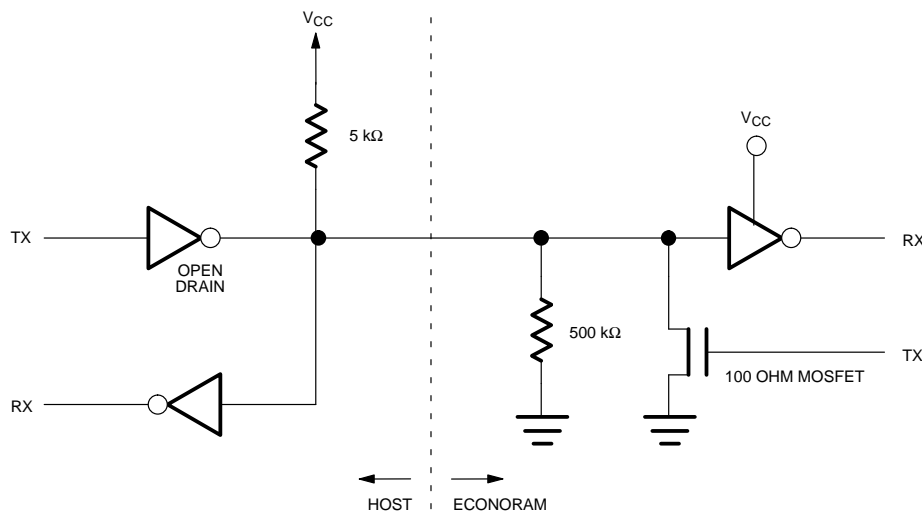 VCC
5 kΩ
VCC
TX
OPEN
DRAIN
RX
500 kΩ
TX
100 OHM MOSFET
RX
HOST
ECONORAM